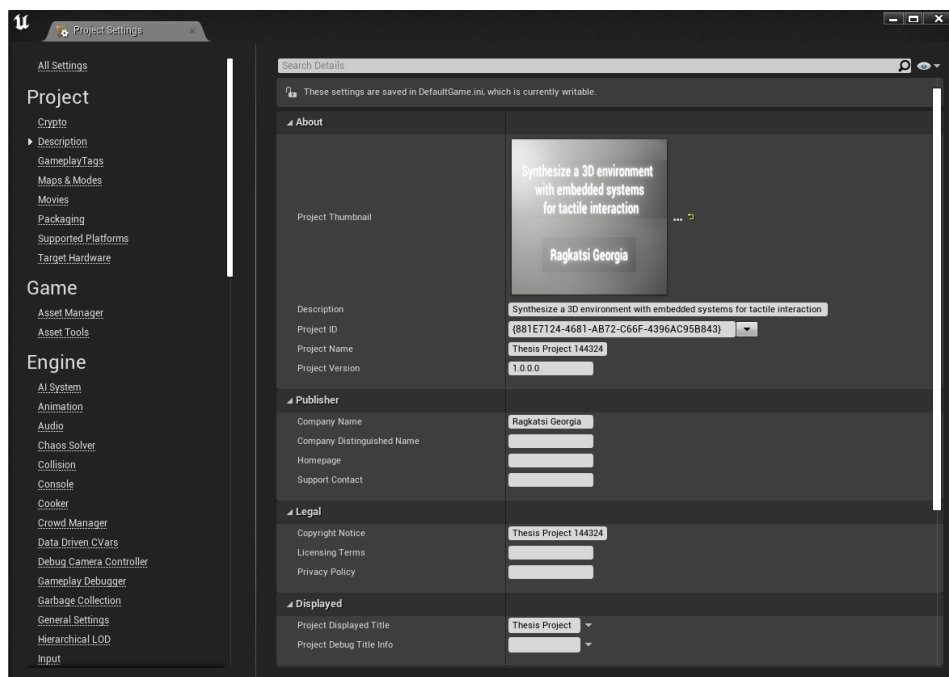 Project Settings
All Settings
Project
Crypto
Description
GameplayTags
Maps & Modes
Movies
Packaging
Supported Platforms
Target Hardware
Game
Asset Manager
Asset Tools
Engine
AI System
Animation
Audio
Chaos Solver
Collision
Console
Cooker
Crowd Manager
Data Driven CVars
Debug Camera Controller
Gameplay Debugger
Garbage Collection
General Settings
Hierarchical LOD
Input
Search Details
These settings are saved in DefaultGame.ini, which is currently writable.
About
Project Thumbnail
Synthesize a 3D environment
with embedded systems
for tactile interaction
Ragkatsi Georgia
Description Synthesize a 3D environment with embedded systems for tactile interaction
Project ID {881E7124-4681-AB72-C66F-4396AC95B843}
Project Name Thesis Project 144324
Project Version 1.0.0.0
Publisher
Company Name Ragkatsi Georgia
Company Distinguished Name
Homepage
Support Contact
Legal
Copyright Notice Thesis Project 144324
Licensing Terms
Privacy Policy
Displayed
Project Displayed Title Thesis Project
Project Debug Title Info